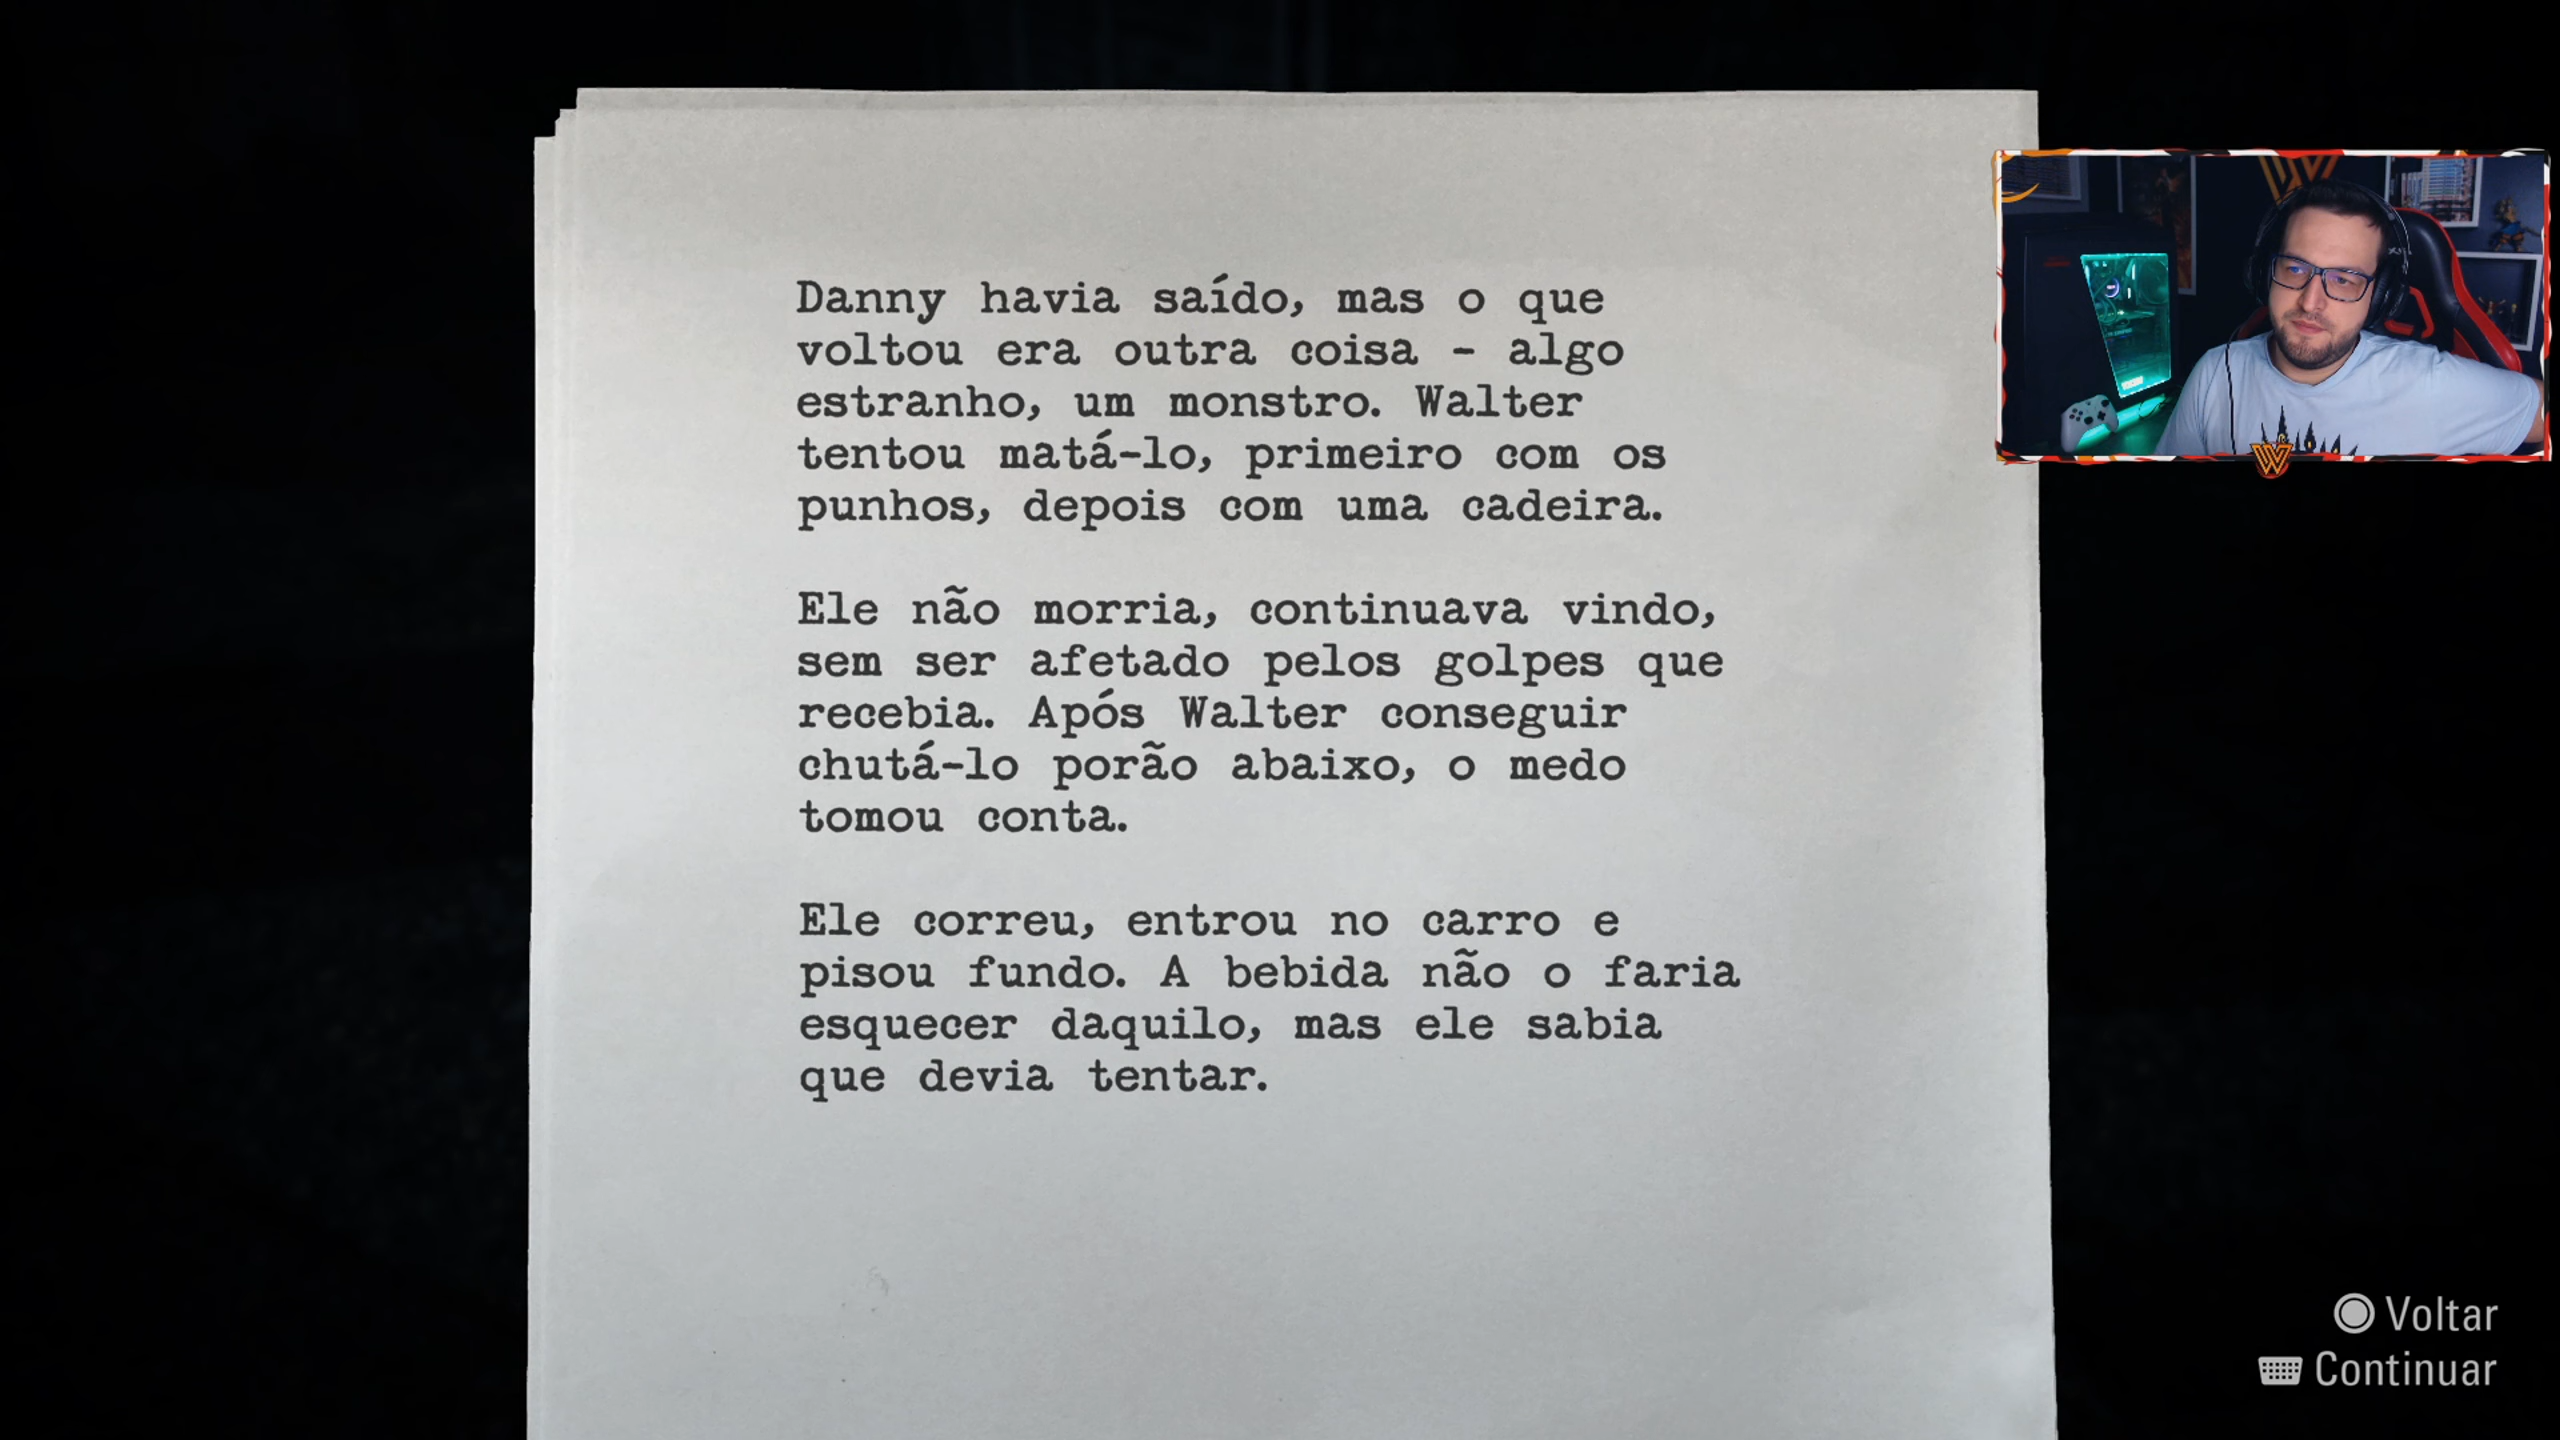 Danny havia saído, mas o que
voltou era outra coisa - algo
estranho, um monstro. Walter
tentou matá-lo, primeiro com os
punhos, depois com uma cadeira.
Ele não morria, continuava vindo,
sem ser afetado pelos golpes que
recebia. Após Walter conseguir
chutá-lo porão abaixo, o medo
tomou conta.
Ele correu, entrou no carro e
pisou fundo. A bebida não o faria
esquecer daquilo, mas ele sabia
que devia tentar.
Voltar
Continuar